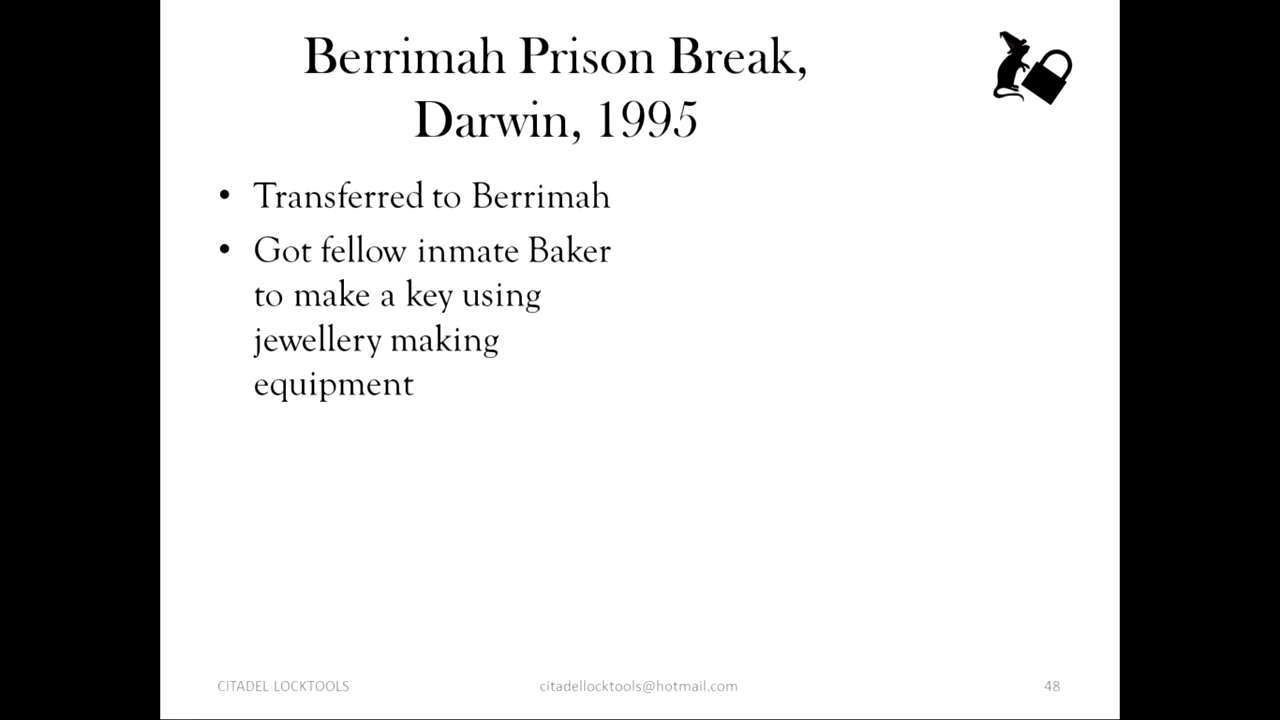 Berrimah Prison Break,
Darwin, 1995
• Transferred to Berrimah
• Got fellow inmate Baker
to make a key using
jewellery making
equipment
CITADEL LOCKTOOLS
citadellocktools@hotmail.com
48